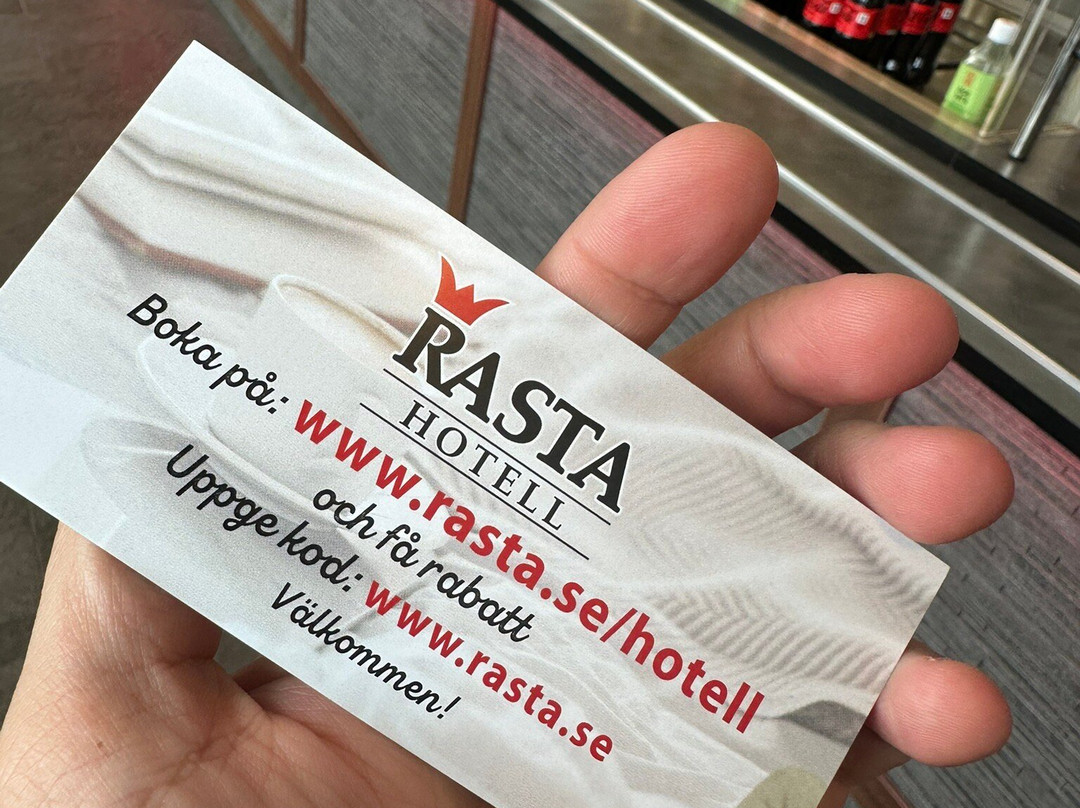 RASTA
HOTELL
Boka på: www.rasta.se/hotell
och få rabatt
Uppge kod: www.rasta.se
Välkommen!